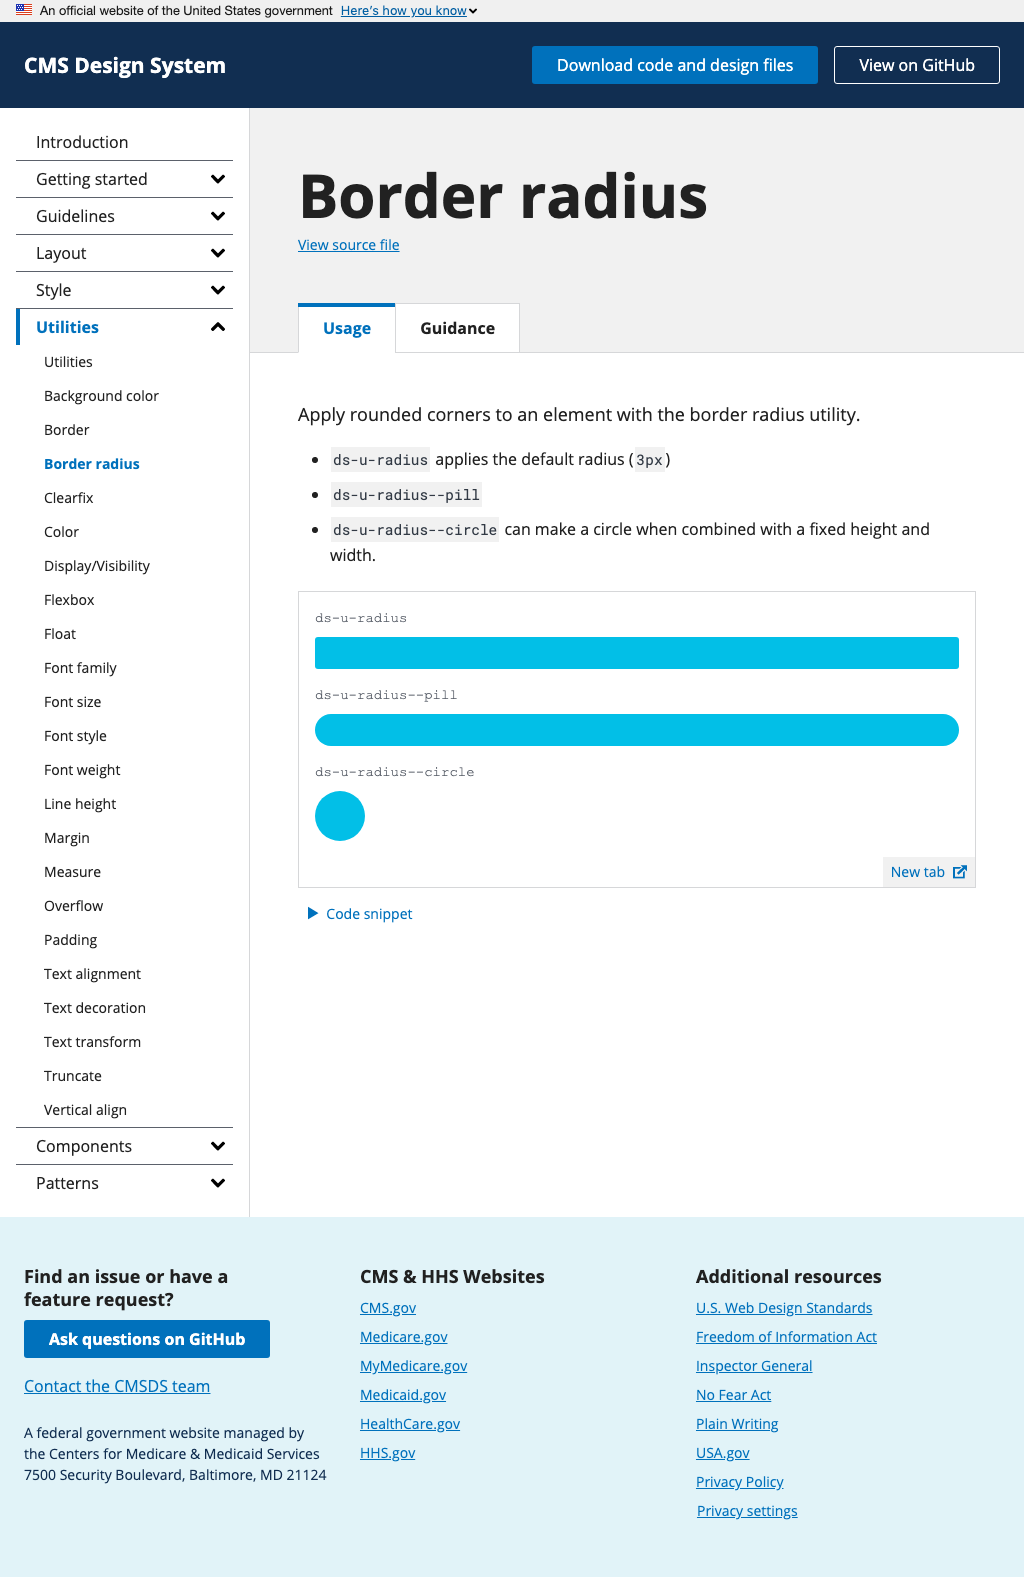 An official website of the United States government Here's how you know
CMS Design System
Download code and design files
View on GitHub
Introduction
Getting started
Guidelines
Layout
Style
Utilities
Utilities
Background color
Border
Border radius
Clearfix
Color
Display/Visibility
Flexbox
Float
Font family
Font size
Font style
Font weight
Line height
Margin
Measure
Overflow
Padding
Text alignment
Text decoration
Text transform
Truncate
Vertical align
Components
Patterns
Border radius
View source file
Usage
Guidance
Apply rounded corners to an element with the border radius utility.
ds-u-radius applies the default radius (3px)
ds-u-radius--pill
ds-u-radius--circle can make a circle when combined with a fixed height and
width.
ds-u-radius
ds-u-radius--pill
ds-u-radius--circle
New tab
Code snippet
Find an issue or have a
feature request?
Ask questions on GitHub
Contact the CMSDS team
A federal government website managed by
the Centers for Medicare & Medicaid Services
7500 Security Boulevard, Baltimore, MD 21124
CMS & HHS Websites
CMS.gov
Medicare.gov
MyMedicare.gov
Medicaid.gov
HealthCare.gov
HHS.gov
Additional resources
U.S. Web Design Standards
Freedom of Information Act
Inspector General
No Fear Act
Plain Writing
USA.gov
Privacy Policy
Privacy settings